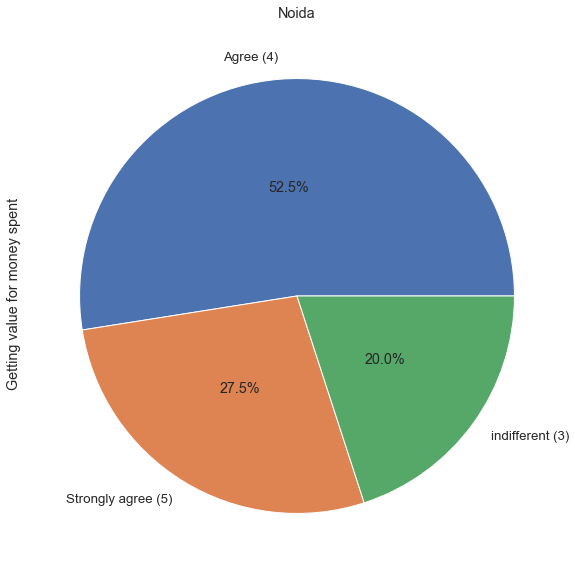 Noida
Agree (4)
52.5%
Getting value for money spent
20.0%
27.5%
indifferent (3)
Strongly agree (5)